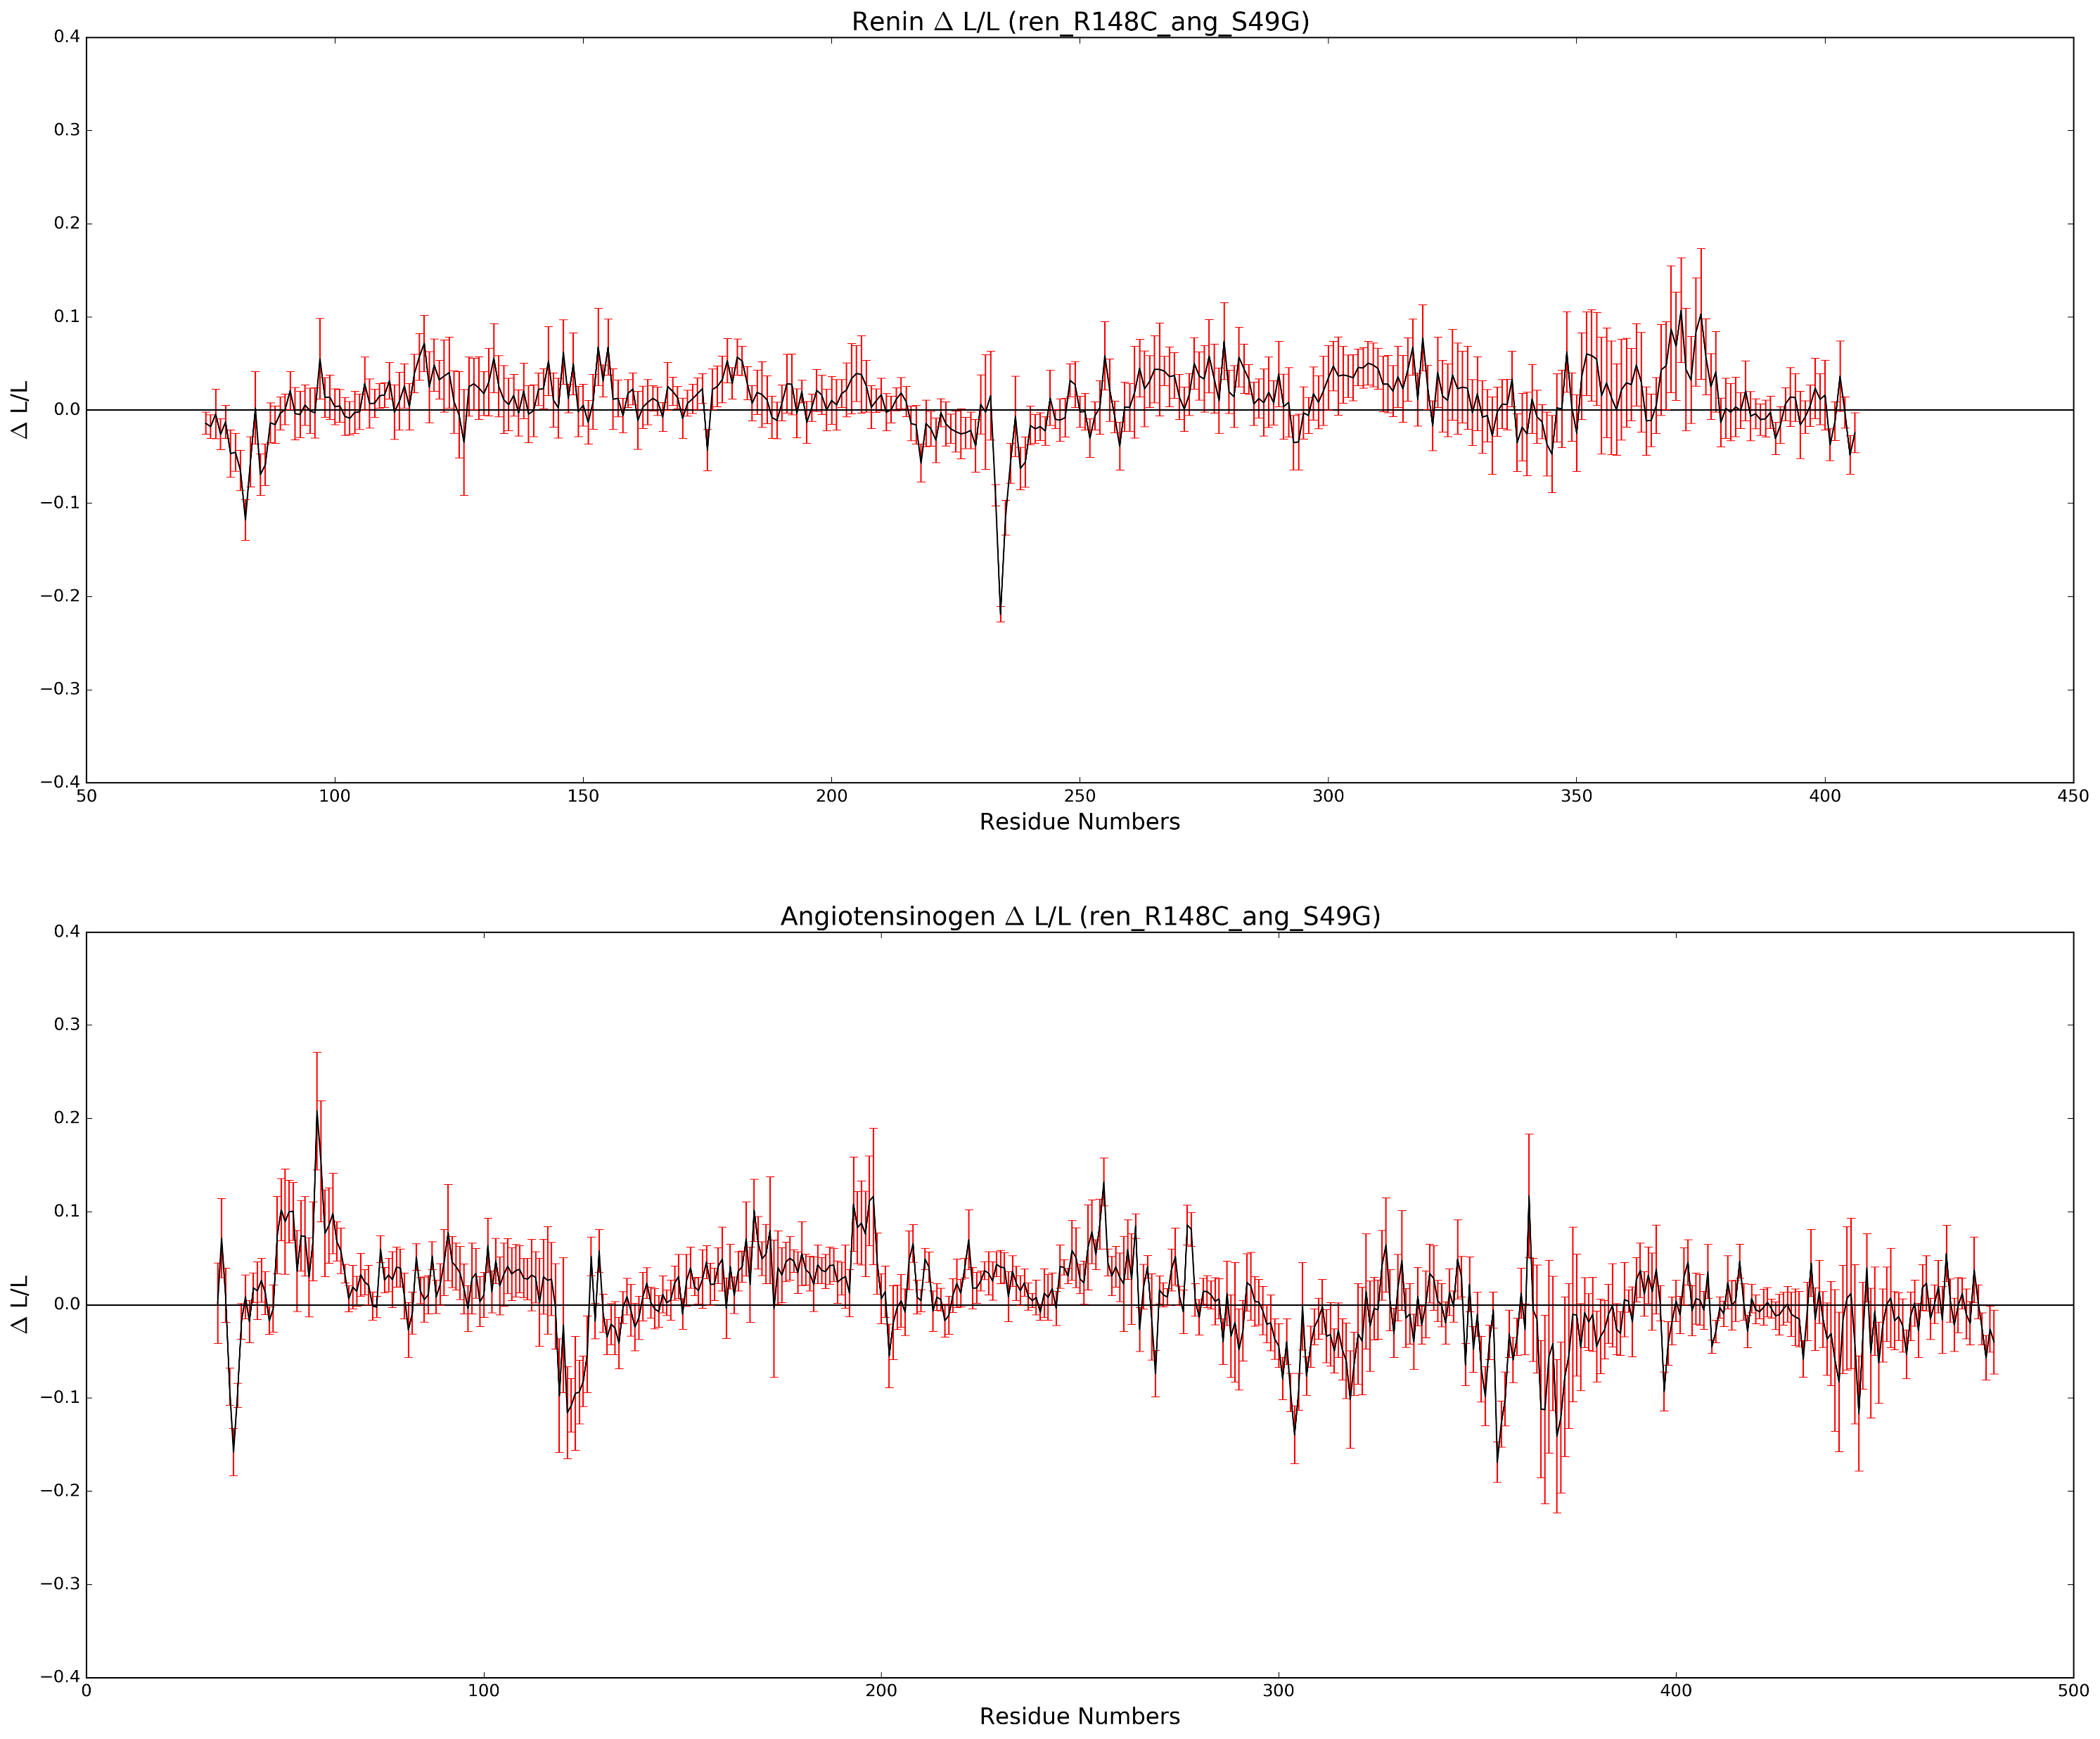 Renin Δ L/L (ren_R148C_ang_S49G)
0.4
0.3
0.2
0.1
0.0
−0.1
−0.2
−0.3
−0.4
Δ L/L
50 100 150 200 250 300 350 400 450
Residue Numbers
Angiotensinogen Δ L/L (ren_R148C_ang_S49G)
0.4
0.3
0.2
0.1
0.0
−0.1
−0.2
−0.3
−0.4
Δ L/L
0 100 200 300 400 500
Residue Numbers